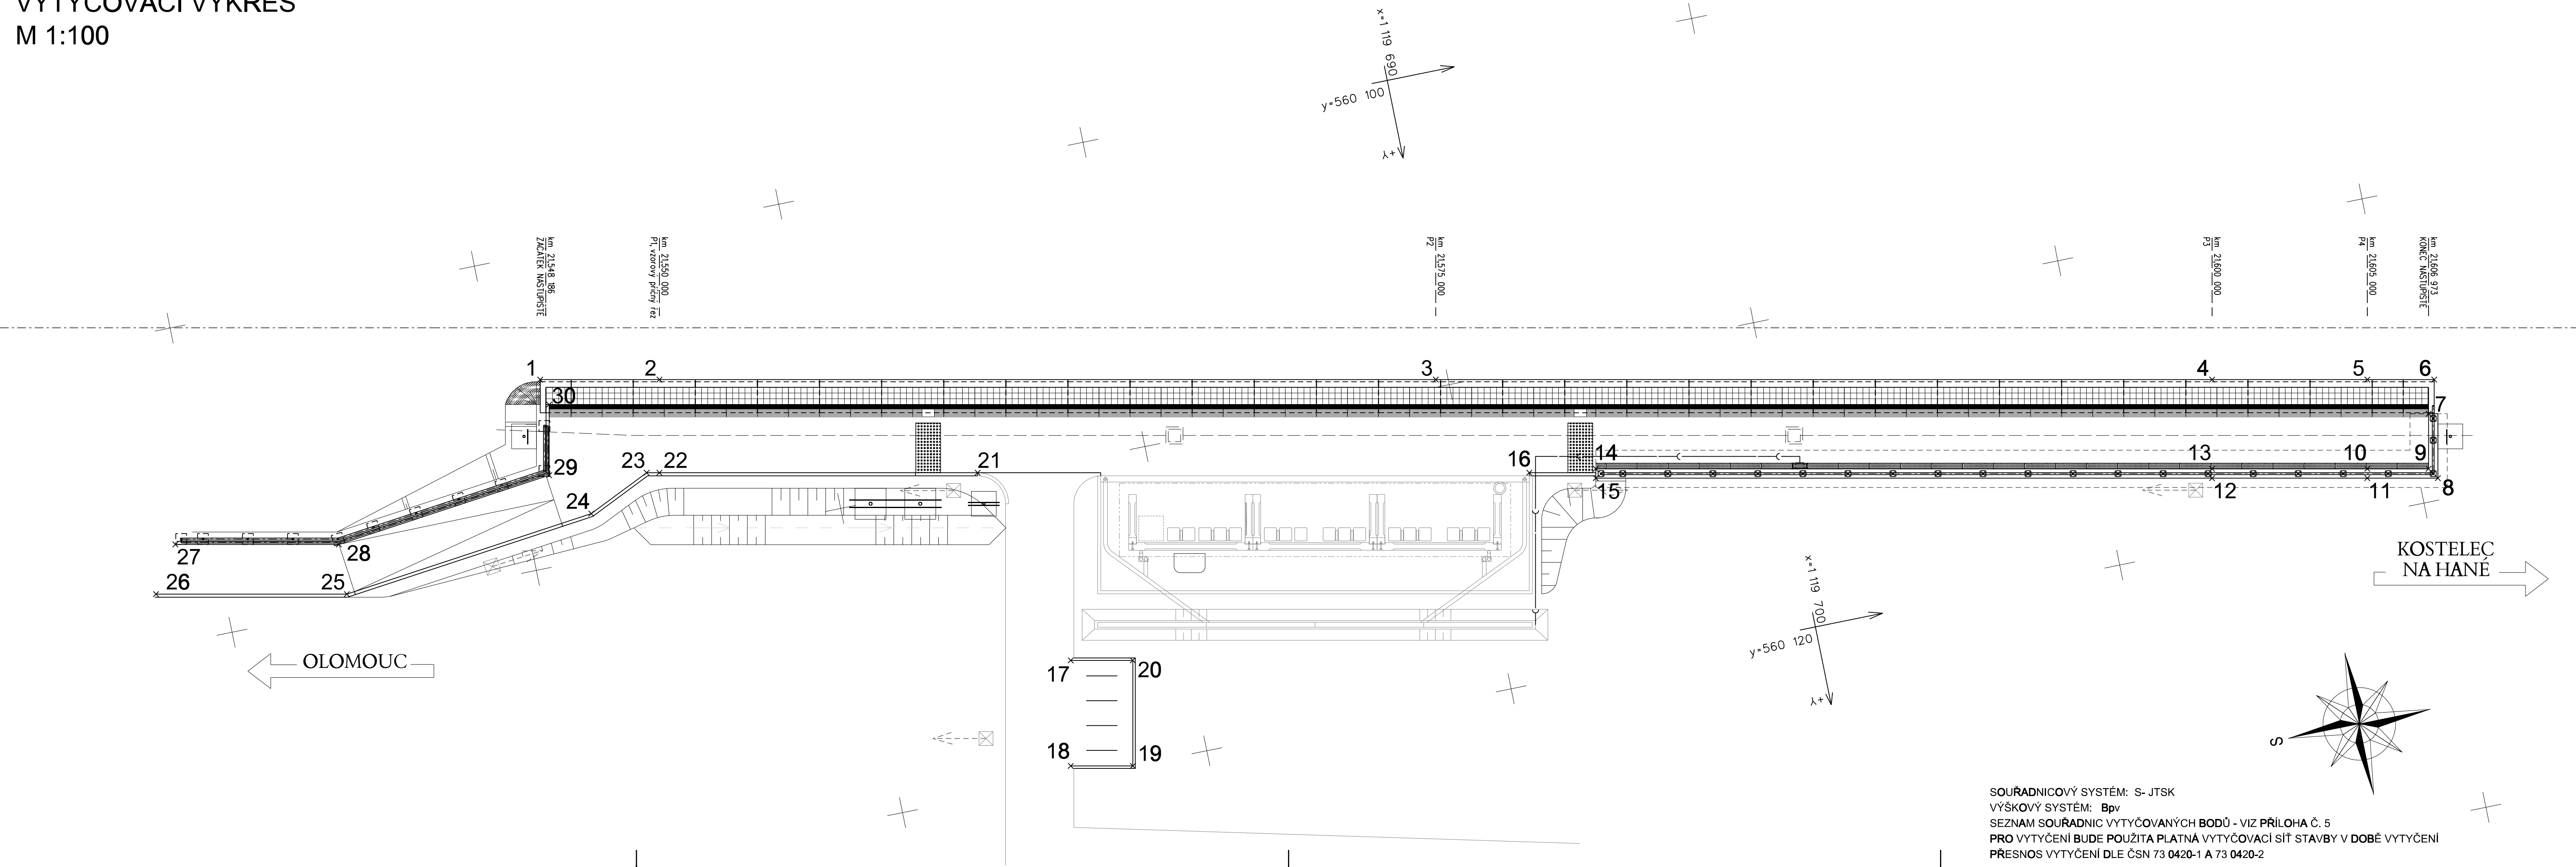 VYTYČOVACÍ VÝKRES
M 1:100
x=1 119 690
y=560 100
+Y
km 21,548 186
ZAČÁTEK NÁSTUPIŠTĚ
km 21,550 000
P1, vzorový příčný řez
km 21,575 000
P2
km 21,600 000
P3
km 21,605 000
P4
km 21,606 973
KONEC NÁSTUPIŠTĚ
1
2
3
4
5
6
30
7
29
23
22
21
16
14
15
13
12
10
11
9
8
24
27
28
26
25
KOSTELEC
NA HANÉ
x=1 119 700
y=560 120
+Y
OLOMOUC
17
20
18
19
S
SOUŘADNICOVÝ SYSTÉM: S- JTSK
VÝŠKOVÝ SYSTÉM: Bpv
SEZNAM SOUŘADNIC VYTYČOVANÝCH BODŮ - VIZ PŘÍLOHA Č. 5
PRO VYTYČENÍ BUDE POUŽITA PLATNÁ VYTYČOVACÍ SÍŤ STAVBY V DOBĚ VYTYČENÍ
PŘESNOS VYTYČENÍ DLE ČSN 73 0420-1 A 73 0420-2